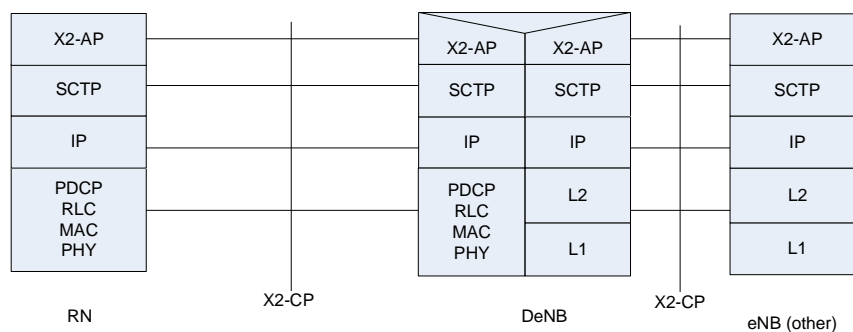 X2-AP
SCTP
IP
PDCP
RLC
MAC
PHY
X2-CP
RN
X2-AP X2-AP
SCTP SCTP
IP IP
PDCP
RLC
MAC
PHY
L2
L1
DeNB
X2-CP
X2-AP
SCTP
IP
L2
L1
eNB (other)